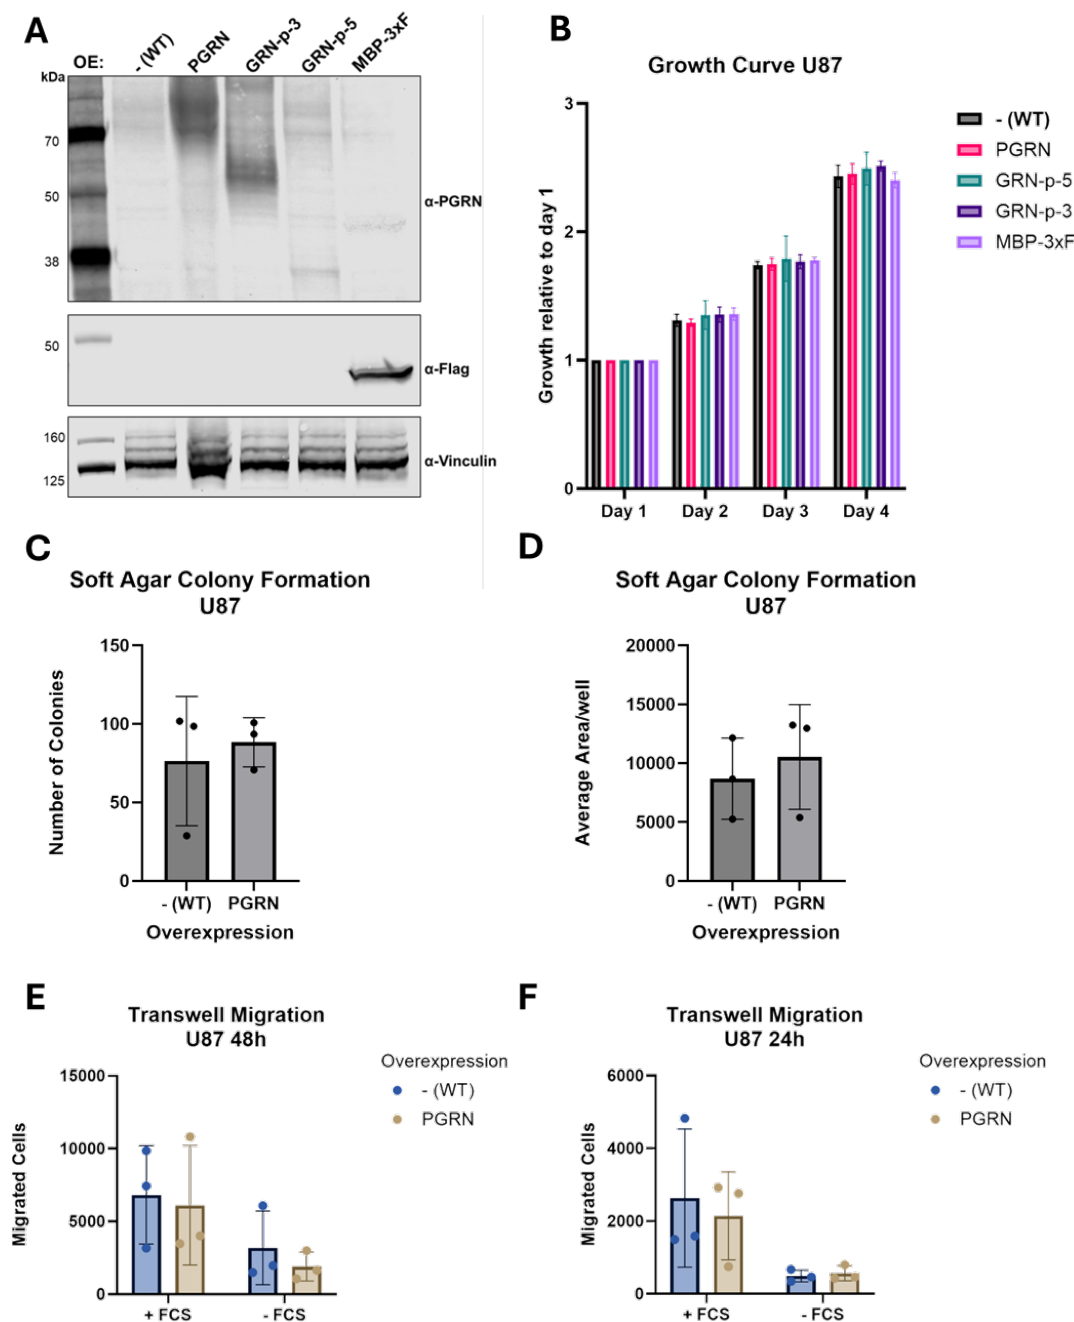 A
OE:
- (WT)
PGRN
GRN-p-3
GRN-p-5
MBP-3xF
kDa
70
50
38
α-PGRN
50
α-Flag
160
125
α-Vinculin
B
Growth Curve U87
Growth relative to day 1
3
2
1
0
Day 1 Day 2 Day 3 Day 4
- (WT)
PGRN
GRN-p-5
GRN-p-3
MBP-3xF
C
Soft Agar Colony Formation
U87
Number of Colonies
150
100
50
0
- (WT) PGRN
Overexpression
D
Soft Agar Colony Formation
U87
Average Area/well
20000
15000
10000
5000
0
- (WT) PGRN
Overexpression
E
Transwell Migration
U87 48h
Overexpression
- (WT)
PGRN
Migrated Cells
15000
10000
5000
0
+ FCS - FCS
F
Transwell Migration
U87 24h
Overexpression
- (WT)
PGRN
Migrated Cells
6000
4000
2000
0
+ FCS - FCS